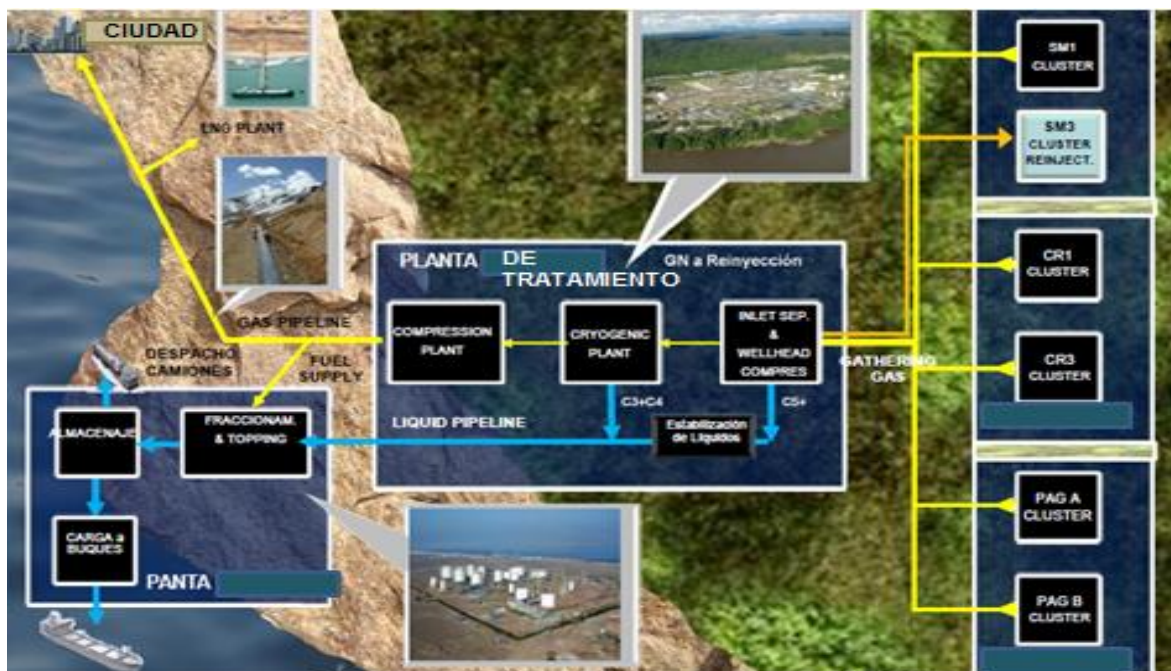 CIUDAD
LNG PLANT
GAS PIPELINE
DESPACHO
CAMIONES
FUEL
SUPPLY
PLANTA DE
TRATAMIENTO
GN a Reinyección
COMPRESSION
PLANT
CRYOGENIC
PLANT
INLET SEP.
&
WELLHEAD
COMPRES
GATHERING
GAS
C3+C4
C5+
Estabilización
de Líquidos
LIQUID PIPELINE
FRACCIONAM.
& TOPPING
ALMACENAJE
CARGA a
BUQUES
PANTA
SM1
CLUSTER
SM3
CLUSTER
REINJECT.
CR1
CLUSTER
CR3
CLUSTER
PAG A
CLUSTER
PAG B
CLUSTER